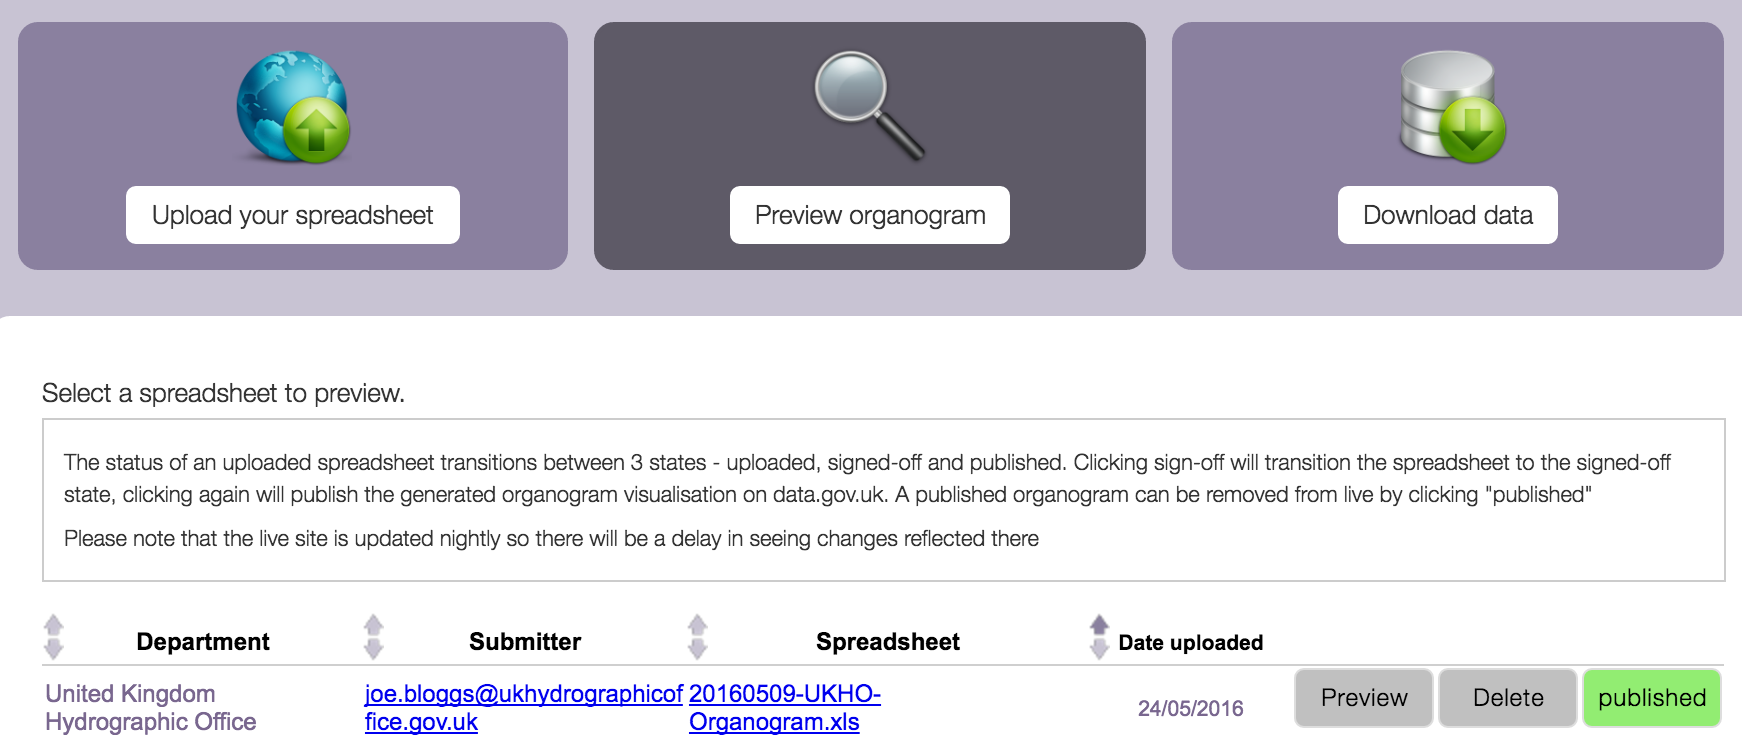 Upload your spreadsheet
Preview organogram
Download data
Select a spreadsheet to preview.
The status of an uploaded spreadsheet transitions between 3 states - uploaded, signed-off and published. Clicking sign-off will transition the spreadsheet to the signed-off
state, clicking again will publish the generated organogram visualisation on data.gov.uk. A published organogram can be removed from live by clicking "published"
Please note that the live site is updated nightly so there will be a delay in seeing changes reflected there
Department Submitter Spreadsheet Date uploaded
United Kingdom joe.bloggs@ukhydrographicof 20160509-UKHO- 24/05/2016 Preview Delete published
Hydrographic Office fice.gov.uk Organogram.xls